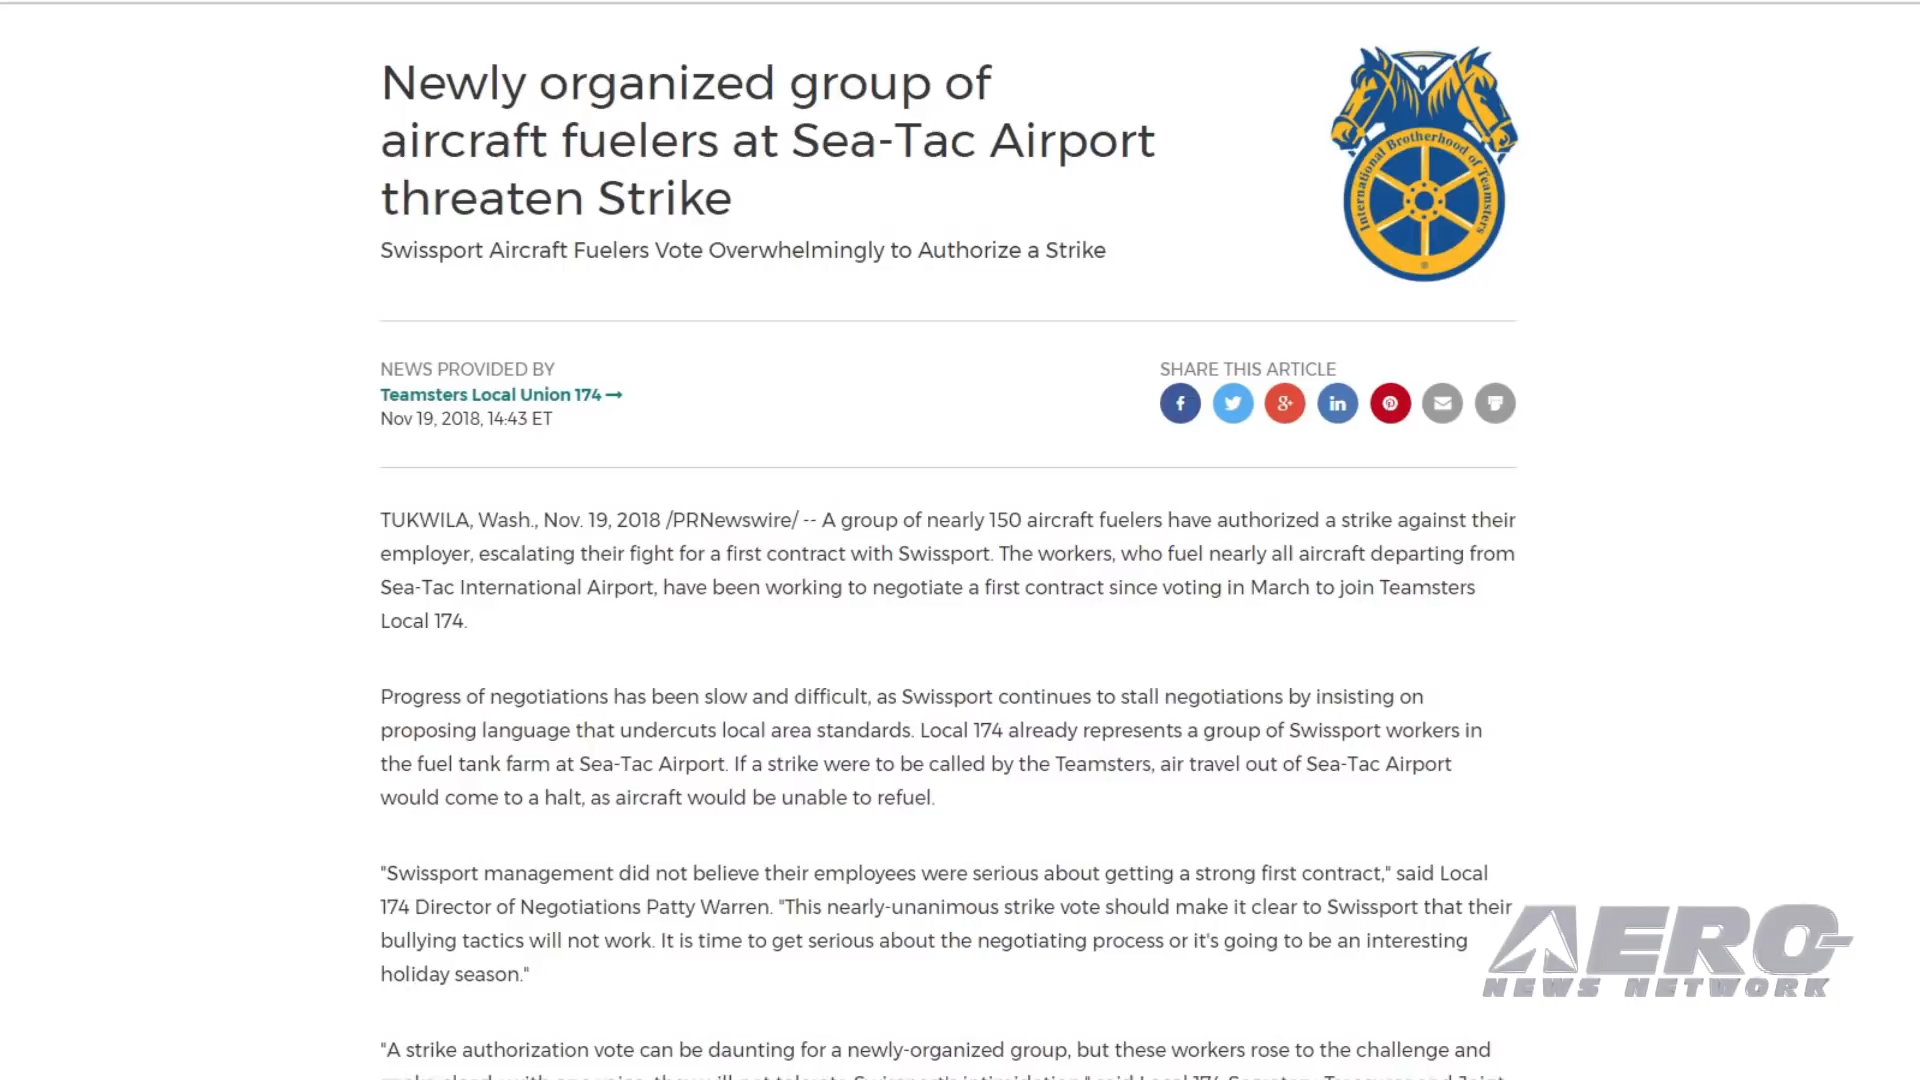 Newly organized group of
aircraft fuelers at Sea-Tac Airport
threaten Strike
Swissport Aircraft Fuelers Vote Overwhelmingly to Authorize a Strike
International Brotherhood of Teamsters
®
NEWS PROVIDED BY
Teamsters Local Union 174→
Nov 19, 2018, 14:43 ET
SHARE THIS ARTICLE
TUKWILA, Wash., Nov. 19, 2018 /PRNewswire/ -- A group of nearly 150 aircraft fuelers have authorized a strike against their
employer, escalating their fight for a first contract with Swissport. The workers, who fuel nearly all aircraft departing from
Sea-Tac International Airport, have been working to negotiate a first contract since voting in March to join Teamsters
Local 174.
Progress of negotiations has been slow and difficult, as Swissport continues to stall negotiations by insisting on
proposing language that undercuts local area standards. Local 174 already represents a group of Swissport workers in
the fuel tank farm at Sea-Tac Airport. If a strike were to be called by the Teamsters, air travel out of Sea-Tac Airport
would come to a halt, as aircraft would be unable to refuel.
"Swissport management did not believe their employees were serious about getting a strong first contract," said Local
174 Director of Negotiations Patty Warren. "This nearly-unanimous strike vote should make it clear to Swissport that their
bullying tactics will not work. It is time to get serious about the negotiating process or it's going to be an interesting
holiday season."
AERO-
NEWS NETWORK
"A strike authorization vote can be daunting for a newly-organized group, but these workers rose to the challenge and